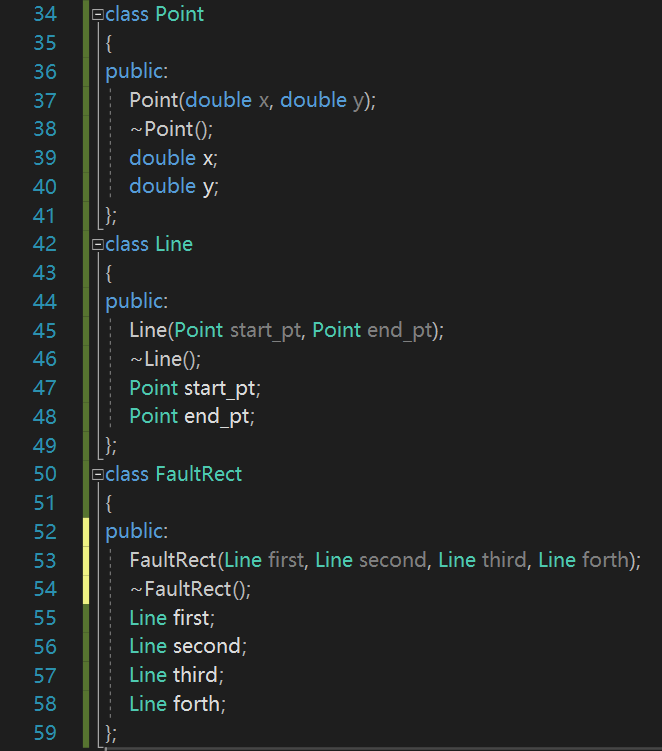 34 class Point
35 {
36 public:
37 Point(double x, double y);
38 ~Point();
39 double x;
40 double y;
41 };
42 class Line
43 {
44 public:
45 Line(Point start_pt, Point end_pt);
46 ~Line();
47 Point start_pt;
48 Point end_pt;
49 };
50 class FaultRect
51 {
52 public:
53 FaultRect(Line first, Line second, Line third, Line forth);
54 ~FaultRect();
55 Line first;
56 Line second;
57 Line third;
58 Line forth;
59 };